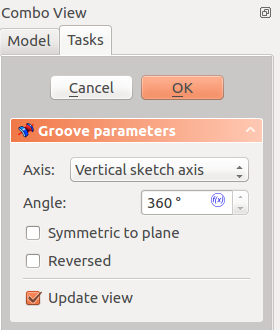 Combo View
Model Tasks
Cancel OK
Groove parameters
Axis: Vertical sketch axis
Angle: 360 ° f(x)
Symmetric to plane
Reversed
Update view